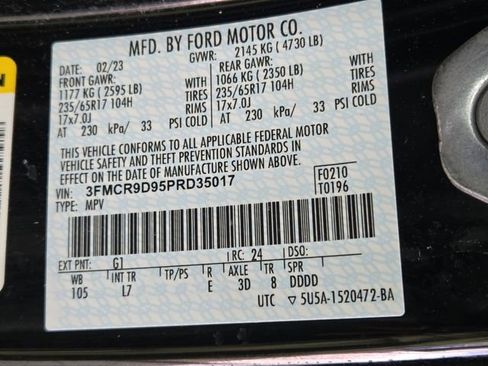 MFD. BY FORD MOTOR CO.
DATE: 02/23 GVWR: 2145 KG ( 4730 LB)
FRONT GAWR: REAR GAWR:
1177 KG ( 2595 LB) 1066 KG ( 2350 LB)
235/65R17 104H TIRES 235/65R17 104H TIRES
17x7.0J RIMS 17x7.0J RIMS
AT 230 kPa/ 33 PSI COLD AT 230 kPa/ 33 PSI COLD
THIS VEHICLE CONFORMS TO ALL APPLICABLE FEDERAL MOTOR
VEHICLE SAFETY AND THEFT PREVENTION STANDARDS IN
EFFECT ON THE DATE OF MANUFACTURE SHOWN ABOVE.
VIN: 3FMCR9D95PRD35017 F0210
TYPE: MPV T0196
EXT PNT: G1 RC: 24 DSO:
WB INT TR TP/PS R AXLE TR SPR
105 L7 E 3D 8 DDDD
UTC ▽5U5A-1520472-BA